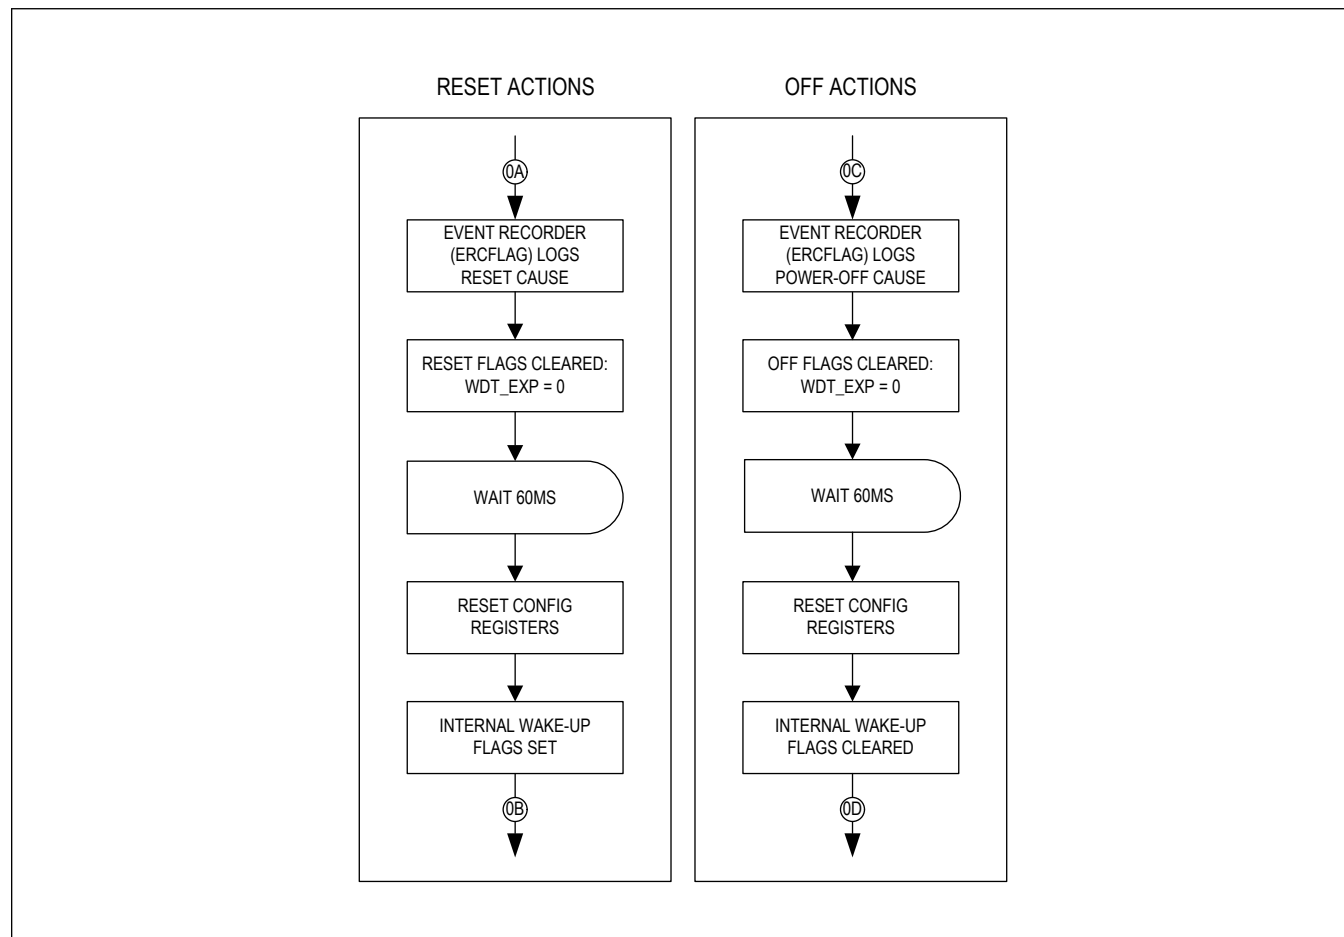 RESET ACTIONS
0A
EVENT RECORDER
(ERCFLAG) LOGS
RESET CAUSE
RESET FLAGS CLEARED:
WDT_EXP = 0
WAIT 60MS
RESET CONFIG
REGISTERS
INTERNAL WAKE-UP
FLAGS SET
0B
OFF ACTIONS
0C
EVENT RECORDER
(ERCFLAG) LOGS
POWER-OFF CAUSE
OFF FLAGS CLEARED:
WDT_EXP = 0
WAIT 60MS
RESET CONFIG
REGISTERS
INTERNAL WAKE-UP
FLAGS CLEARED
0D